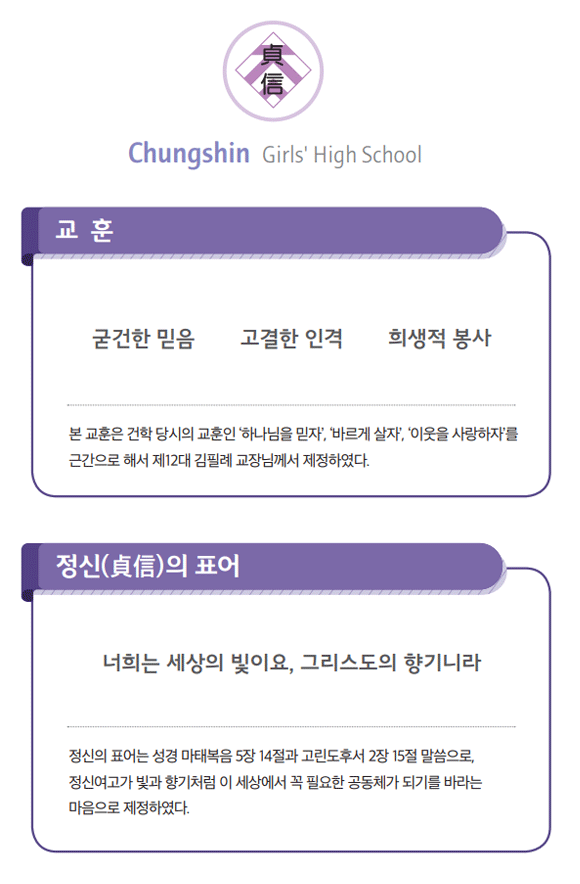 貞
信
Chungshin Girls' High School
교 훈
굳건한 믿음 고결한 인격 희생적 봉사
본 교훈은 건학 당시의 교훈인 '하나님을 믿자', '바르게 살자', '이웃을 사랑하자'를
근간으로 해서 제12대 김필례 교장님께서 제정하였다.
정신(貞信)의 표어
너희는 세상의 빛이요, 그리스도의 향기니라
정신의 표어는 성경 마태복음 5장 14절과 고린도후서 2장 15절 말씀으로,
정신여고가 빛과 향기처럼 이 세상에서 꼭 필요한 공동체가 되기를 바라는
마음으로 제정하였다.